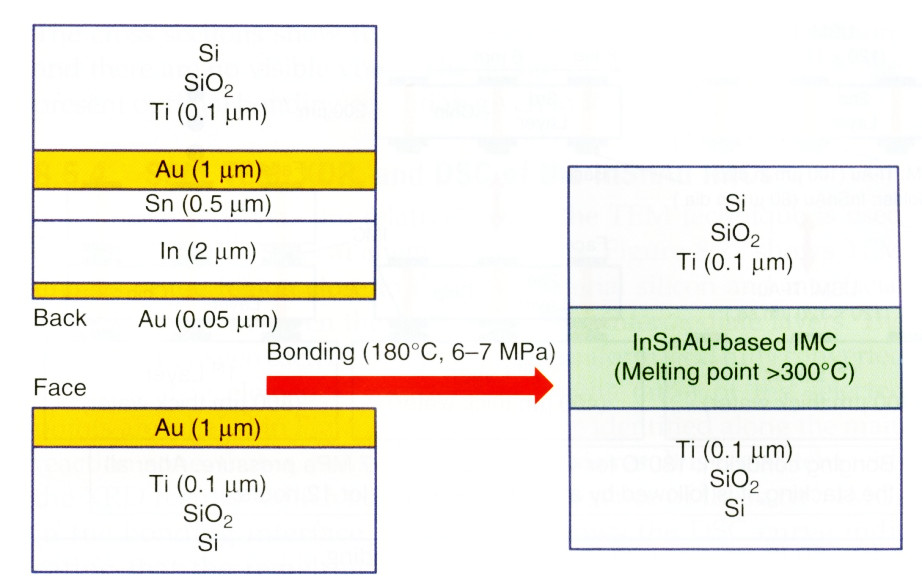 Si
SiO₂
Ti (0.1 μm)
Au (1 μm)
Sn (0.5 μm)
In (2 μm)
Back Au (0.05 μm)
Bonding (180°C, 6–7 MPa)
Face
Au (1 μm)
Ti (0.1 μm)
SiO₂
Si
Si
SiO₂
Ti (0.1 μm)
InSnAu-based IMC
(Melting point >300°C)
Ti (0.1 μm)
SiO₂
Si